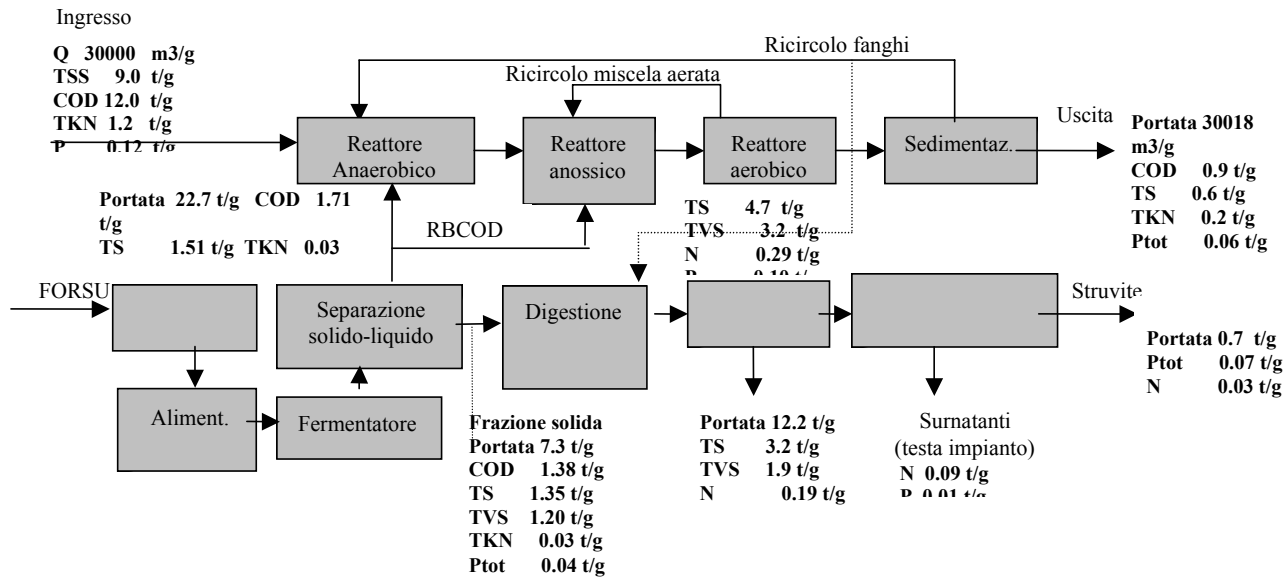 Ingresso
Q 30000 m3/g
TSS 9.0 t/g
COD 12.0 t/g
TKN 1.2 t/g
P 0.12 t/g
Ricircolo fanghi
Ricircolo miscela aerata
Reattore
Anaerobico
Reattore
anossico
Reattore
aerobico
Sedimentaz.
Uscita
Portata 30018
m3/g
COD 0.9 t/g
TS 0.6 t/g
TKN 0.2 t/g
Ptot 0.06 t/g
Portata 22.7 t/g COD 1.71
t/g
TS 1.51 t/g TKN 0.03
RBCOD
TS 4.7 t/g
TVS 3.2 t/g
N 0.29 t/g
FORSU
Separazione
solido-liquido
Digestione
Struvite
Portata 0.7 t/g
Ptot 0.07 t/g
N 0.03 t/g
Aliment.
Fermentatore
Frazione solida
Portata 7.3 t/g
COD 1.38 t/g
TS 1.35 t/g
TVS 1.20 t/g
TKN 0.03 t/g
Ptot 0.04 t/g
Portata 12.2 t/g
TS 3.2 t/g
TVS 1.9 t/g
N 0.19 t/g
Surnatanti
(testa impianto)
N 0.09 t/g
P 0.01 t/g